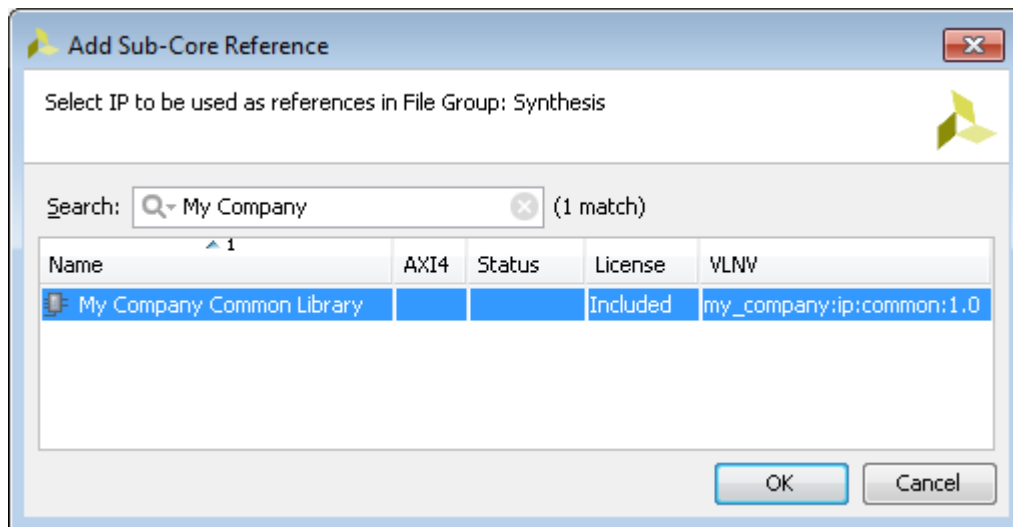 Add Sub-Core Reference
Select IP to be used as references in File Group: Synthesis
Search: My Company (1 match)
1
Name AXI4 Status License VLNV
My Company Common Library Included my_company:ip:common:1.0
OK Cancel